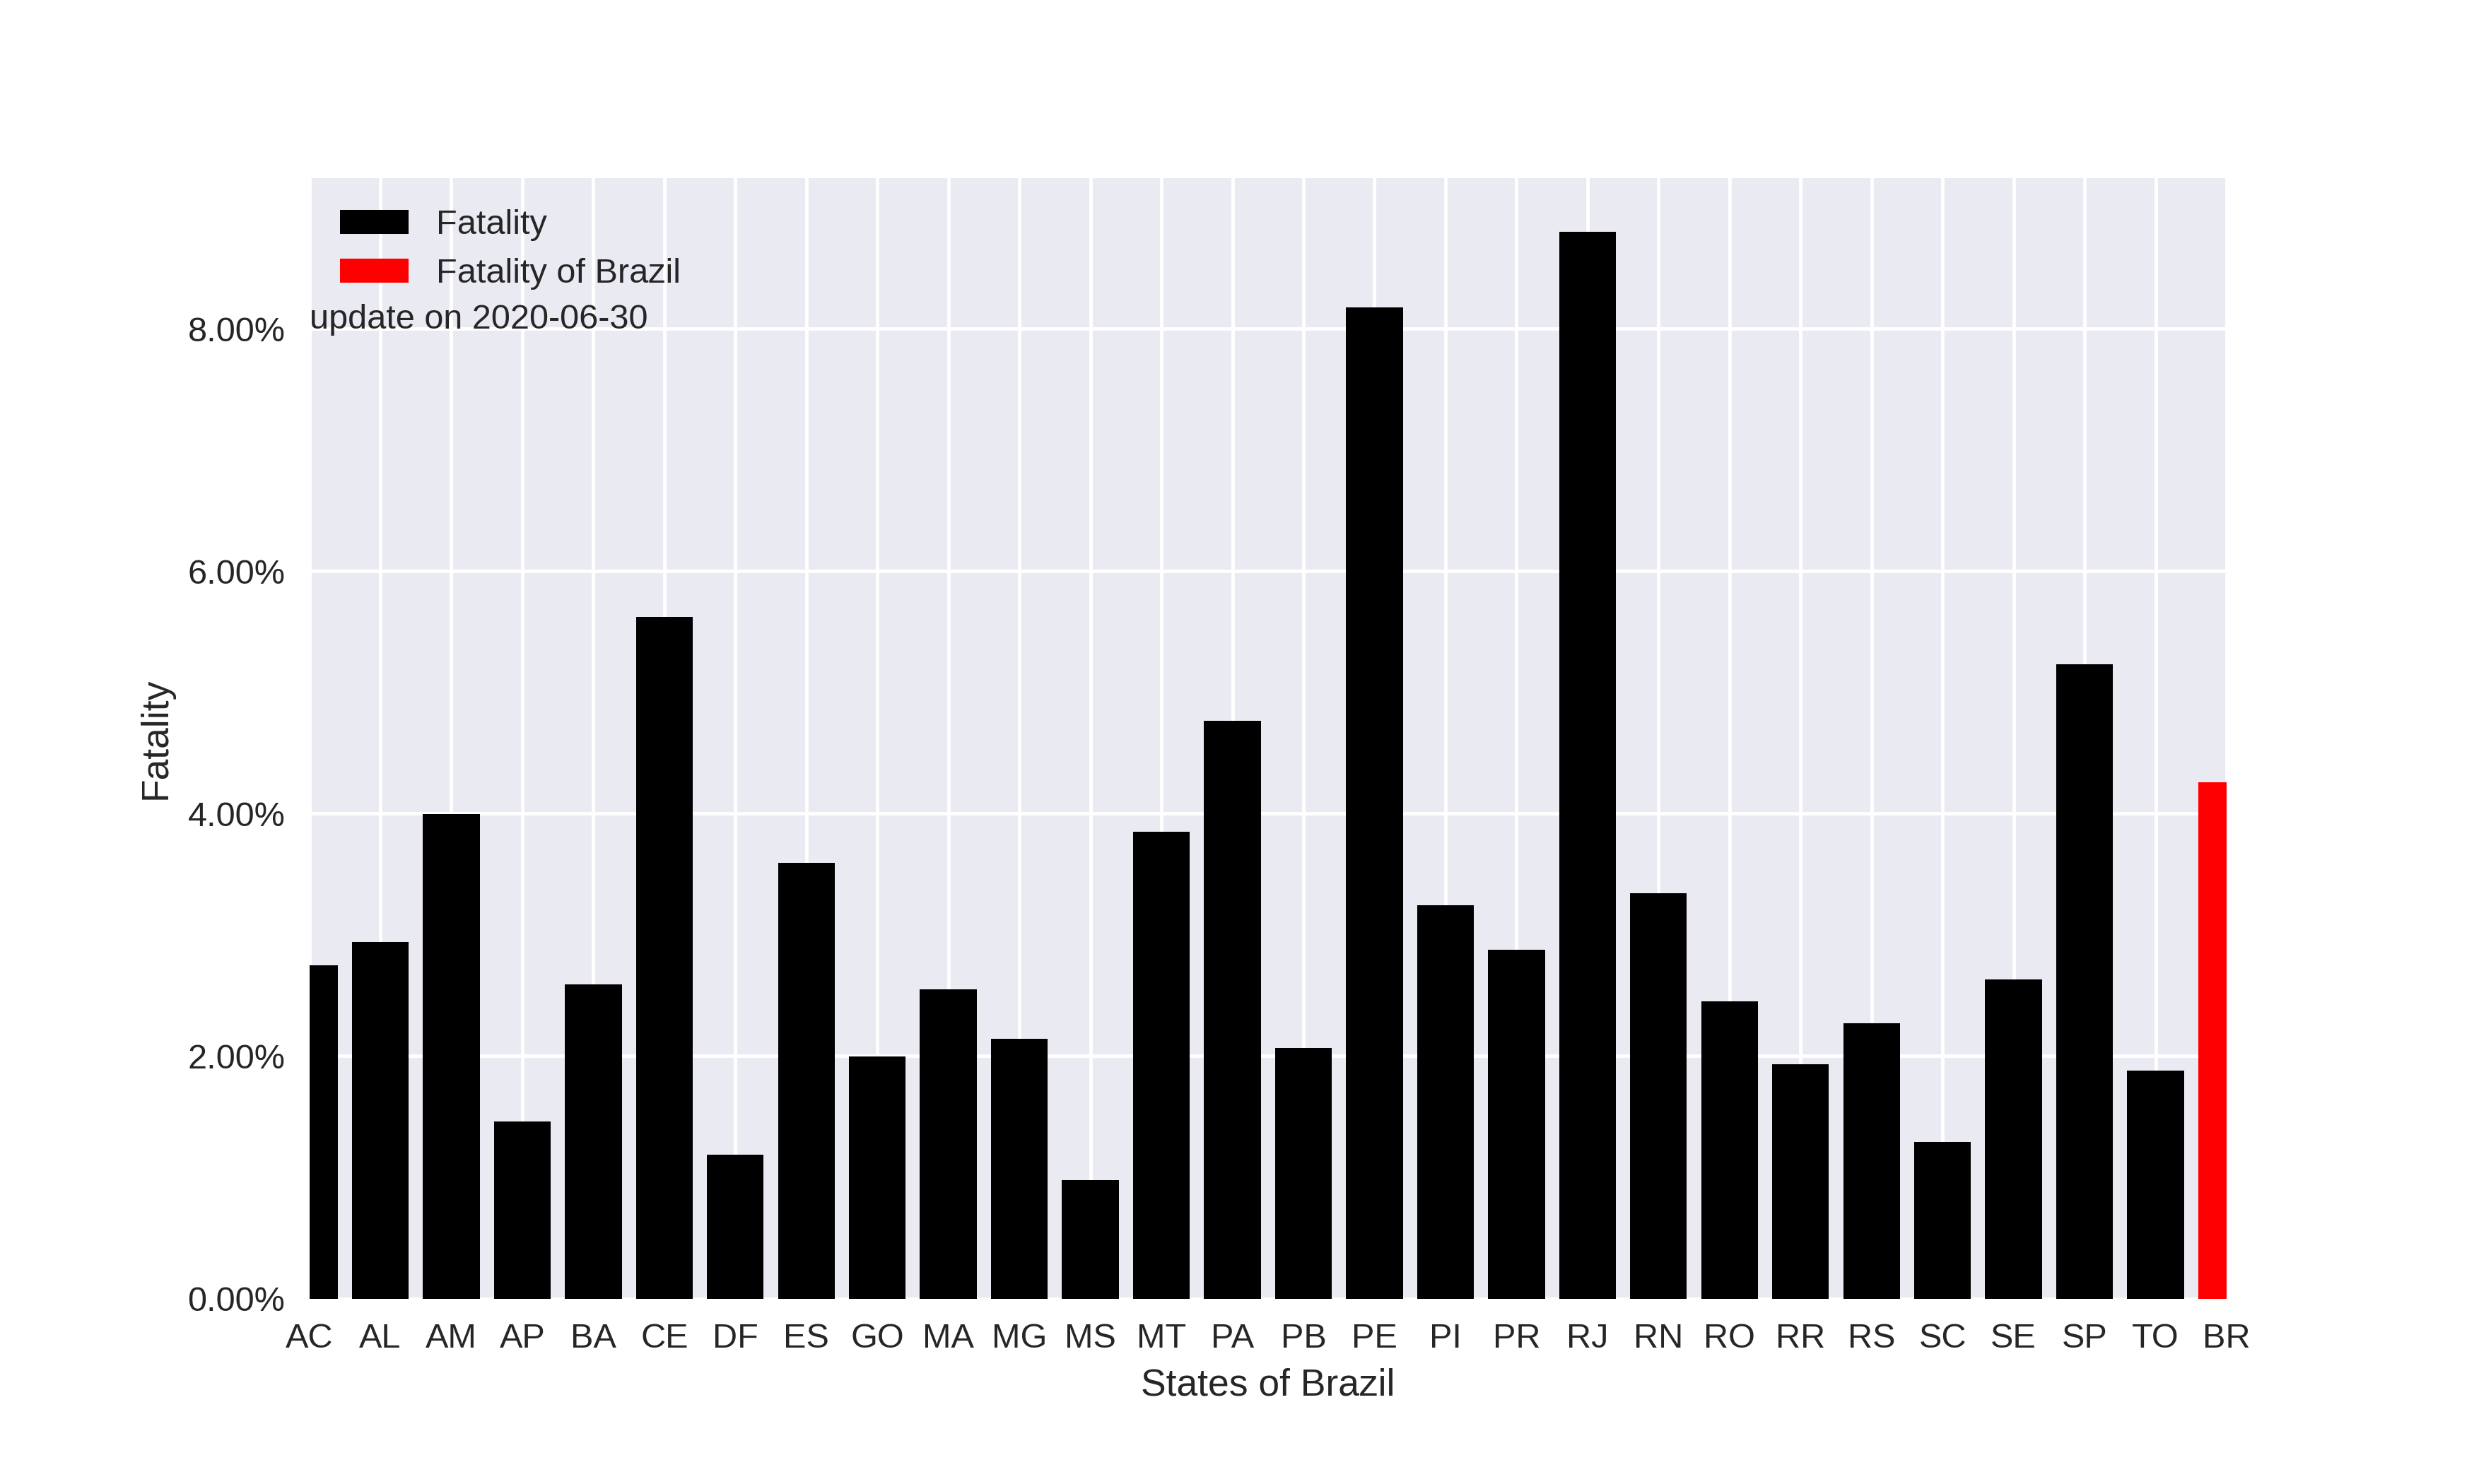 Fatality
Fatality of Brazil
update on 2020-06-30
8.00%
6.00%
4.00%
2.00%
0.00%
Fatality
AC AL AM AP BA CE DF ES GO MA MG MS MT PA PB PE PI PR RJ RN RO RR RS SC SE SP TO BR
States of Brazil